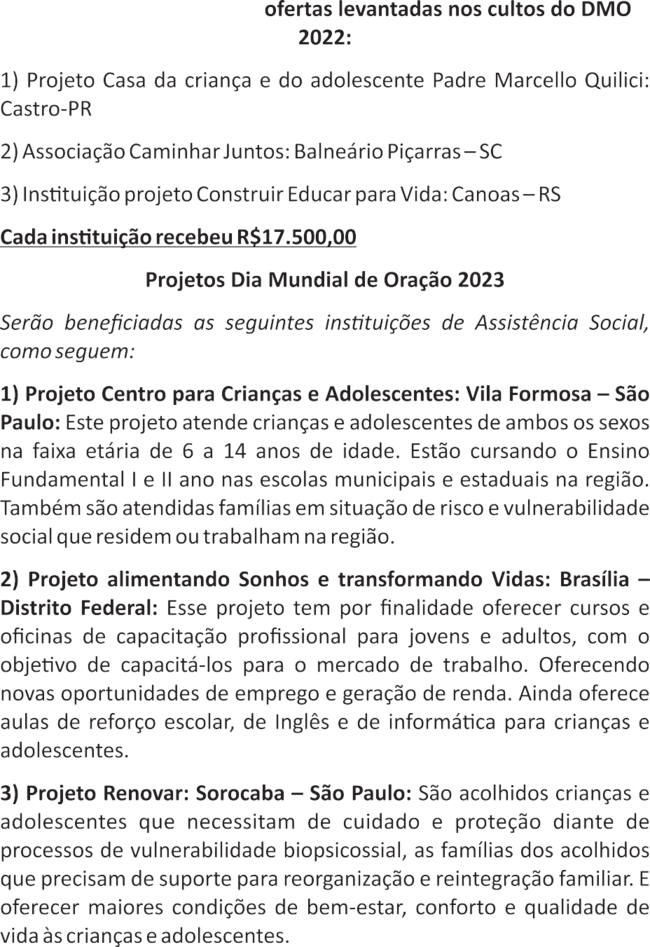 ofertas levantadas nos cultos do DMO
2022:
1) Projeto Casa da criança e do adolescente Padre Marcello Quilici:
Castro-PR
2) Associação Caminhar Juntos: Balneário Piçarras – SC
3) Instituição projeto Construir Educar para Vida: Canoas – RS
Cada instituição recebeu R$17.500,00
Projetos Dia Mundial de Oração 2023
Serão beneficiadas as seguintes instituições de Assistência Social,
como seguem:
1) Projeto Centro para Crianças e Adolescentes: Vila Formosa – São
Paulo: Este projeto atende crianças e adolescentes de ambos os sexos
na faixa etária de 6 a 14 anos de idade. Estão cursando o Ensino
Fundamental I e II ano nas escolas municipais e estaduais na região.
Também são atendidas famílias em situação de risco e vulnerabilidade
social que residem ou trabalham na região.
2) Projeto alimentando Sonhos e transformando Vidas: Brasília –
Distrito Federal: Esse projeto tem por finalidade oferecer cursos e
oficinas de capacitação profissional para jovens e adultos, com o
objetivo de capacitá-los para o mercado de trabalho. Oferecendo
novas oportunidades de emprego e geração de renda. Ainda oferece
aulas de reforço escolar, de Inglês e de informática para crianças e
adolescentes.
3) Projeto Renovar: Sorocaba – São Paulo: São acolhidos crianças e
adolescentes que necessitam de cuidado e proteção diante de
processos de vulnerabilidade biopsicossial, as famílias dos acolhidos
que precisam de suporte para reorganização e reintegração familiar. E
oferecer maiores condições de bem-estar, conforto e qualidade de
vida às crianças e adolescentes.